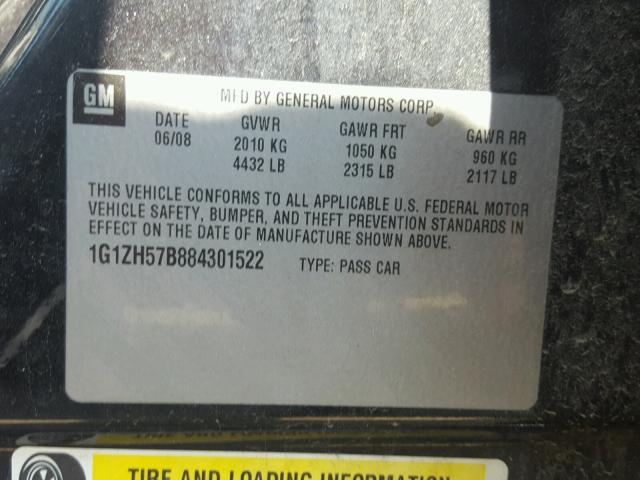 GM
MFD BY GENERAL MOTORS CORP
DATE GVWR GAWR FRT GAWR RR
06/08 2010 KG 1050 KG 960 KG
4432 LB 2315 LB 2117 LB
THIS VEHICLE CONFORMS TO ALL APPLICABLE U.S. FEDERAL MOTOR
VEHICLE SAFETY, BUMPER, AND THEFT PREVENTION STANDARDS IN
EFFECT ON THE DATE OF MANUFACTURE SHOWN ABOVE.
1G1ZH57B884301522 TYPE: PASS CAR
TIRE AND LOADING INFORMATION